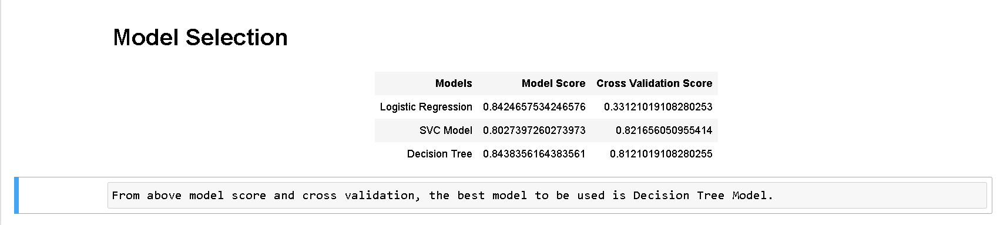 Model Selection
Models Model Score Cross Validation Score
Logistic Regression 0.8424657534246576 0.33121019108280253
SVC Model 0.8027397260273973 0.821656050955414
Decision Tree 0.8438356164383561 0.8121019108280255
From above model score and cross validation, the best model to be used is Decision Tree Model.